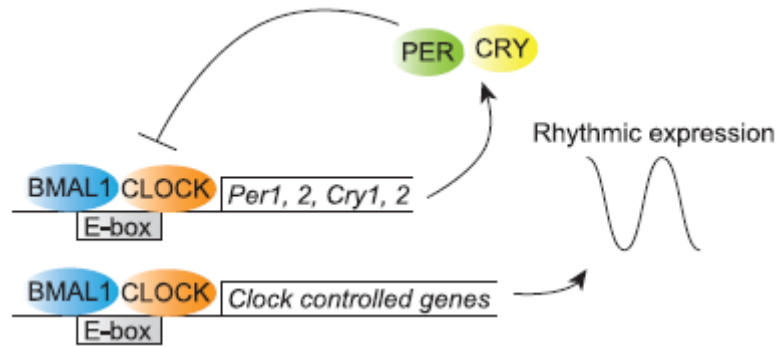 PER CRY
Rhythmic expression
BMAL1 CLOCK Per1, 2, Cry1, 2
E-box
BMAL1 CLOCK Clock controlled genes
E-box